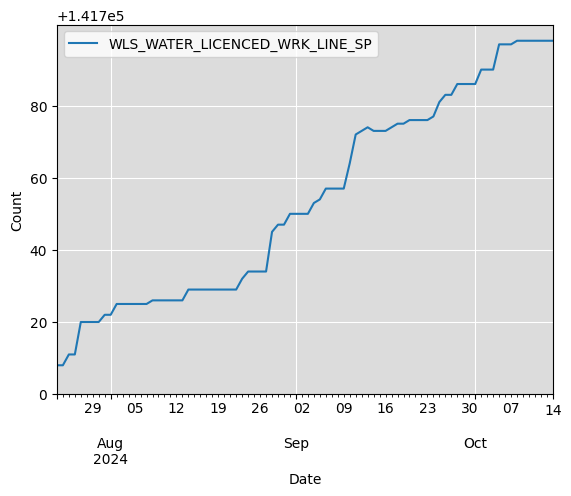 +1.417e5
WLS_WATER_LICENCED_WRK_LINE_SP
80
60
40
20
0
Count
29 05 12 19 26 02 09 16 23 30 07 14
Aug Sep Oct
2024
Date